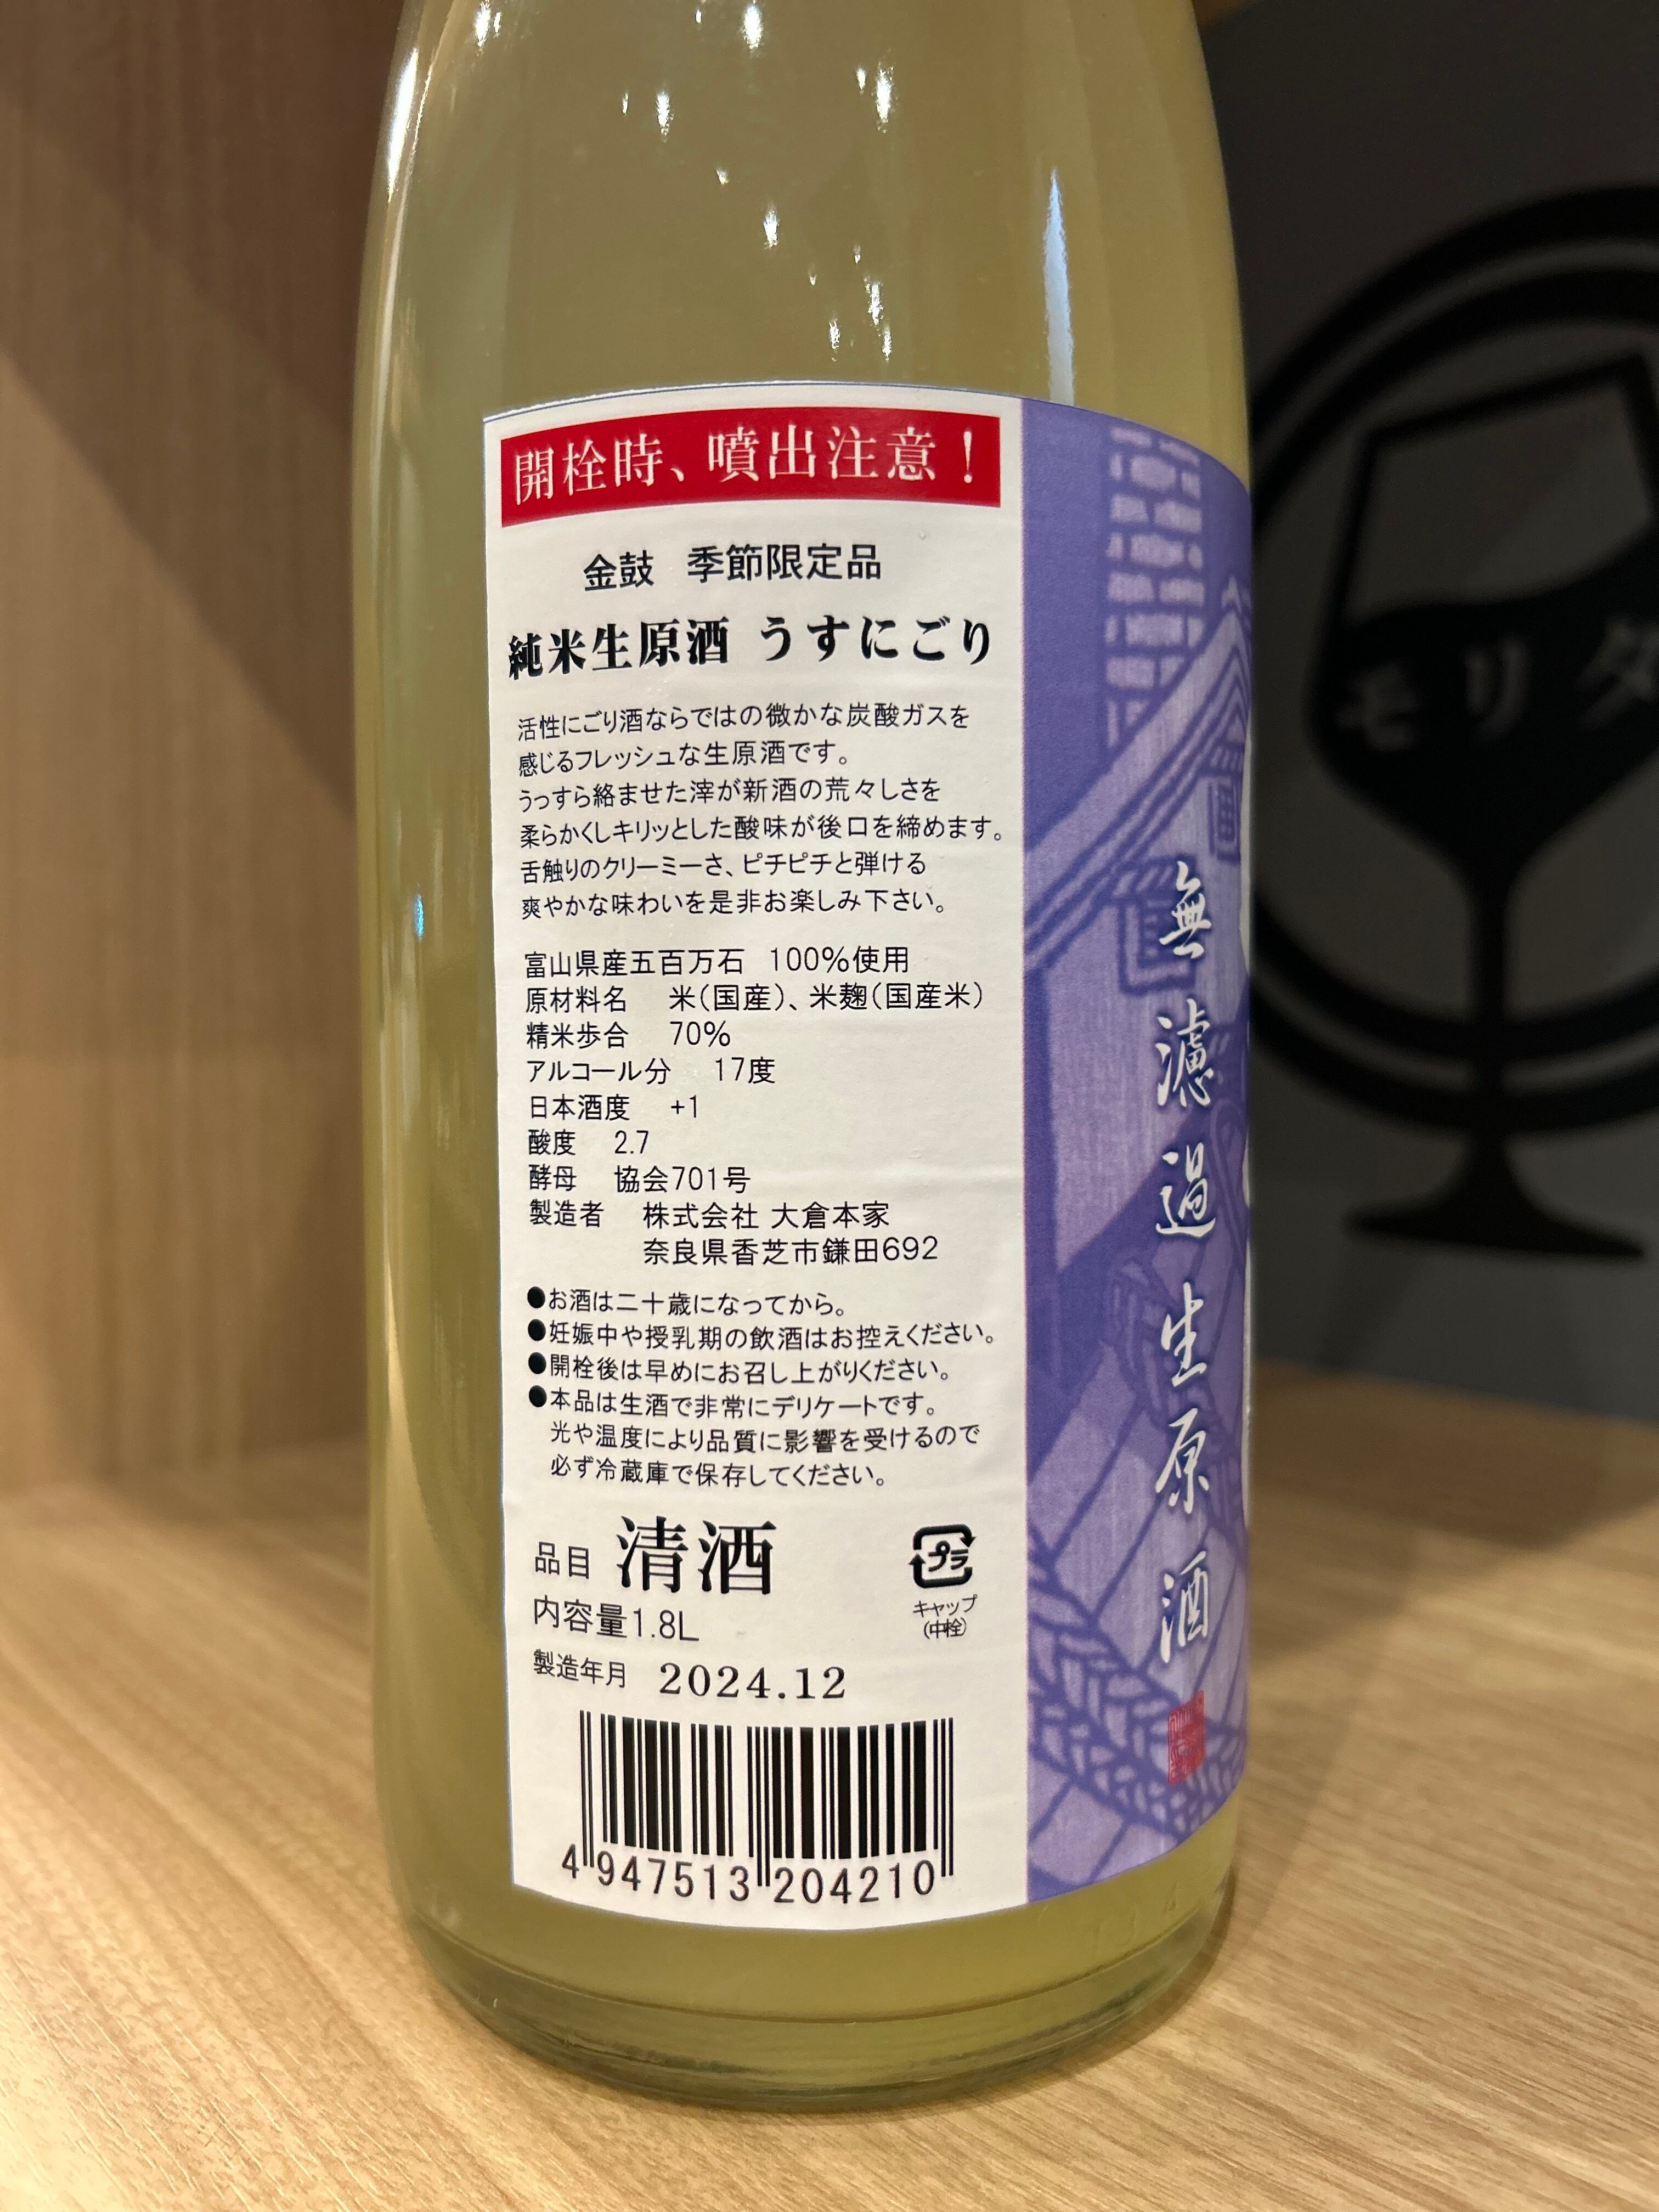 開栓時、噴出注意！
金鼓 季節限定品
純米生原酒 うすにごり
活性にごり酒ならではの微かな炭酸ガスを
感じるフレッシュな生原酒です。
うっすら絡ませた滓が新酒の荒々しさを
柔らかくしキリッとした酸味が後口を締めます。
舌触りのクリーミーさ、ピチピチと弾ける
爽やかな味わいを是非お楽しみ下さい。
富山県産五百万石 100％使用
原材料名 米（国産）、米麹（国産米）
精米歩合 70％
アルコール分 17度
日本酒度 +1
酸度 2.7
酵母 協会701号
製造者 株式会社 大倉本家
奈良県香芝市鎌田692
●お酒は二十歳になってから。
●妊娠中や授乳期の飲酒はお控えください。
●開栓後は早めにお召し上がりください。
●本品は生酒で非常にデリケートです。
光や温度により品質に影響を受けるので
必ず冷蔵庫で保存してください。
品目 清酒
内容量1.8L
プラ
キャップ
（中栓）
製造年月 2024.12
4 947513 204210
無濾過生原酒
モリタ